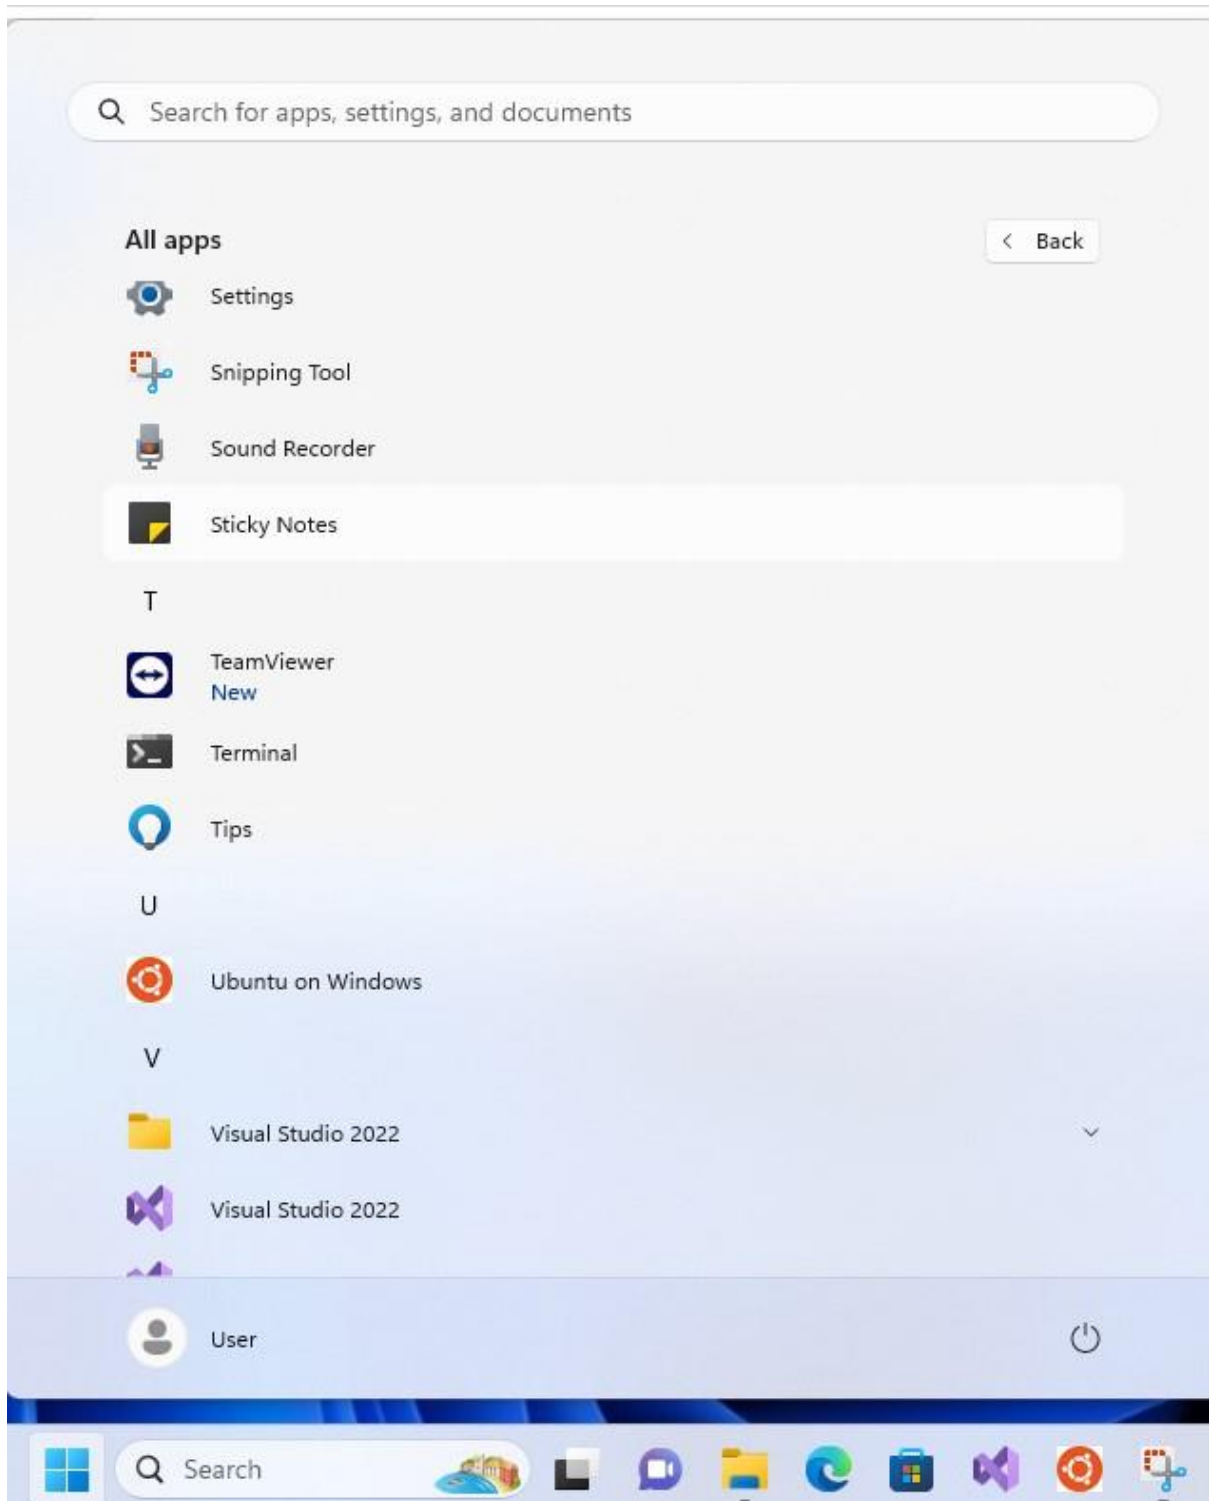 Search for apps, settings, and documents
All apps
Back
Settings
Snipping Tool
Sound Recorder
Sticky Notes
T
TeamViewer
New
Terminal
Tips
U
Ubuntu on Windows
V
Visual Studio 2022
Visual Studio 2022
User
Search